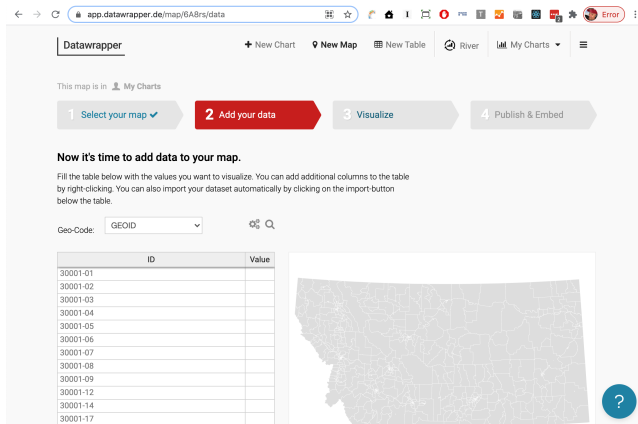 app.datawrapper.de/map/6A8rs/data
Error
Datawrapper
New Chart
New Map
New Table
River
My Charts
This map is in My Charts
1 Select your map
2 Add your data
3 Visualize
4 Publish & Embed
Now it's time to add data to your map.
Fill the table below with the values you want to visualize. You can add additional columns to the table
by right-clicking. You can also import your dataset automatically by clicking on the import-button
below the table.
Geo-Code: GEOID
ID Value
30001-01
30001-02
30001-03
30001-04
30001-05
30001-06
30001-07
30001-08
30001-09
30001-12
30001-14
30001-17
?